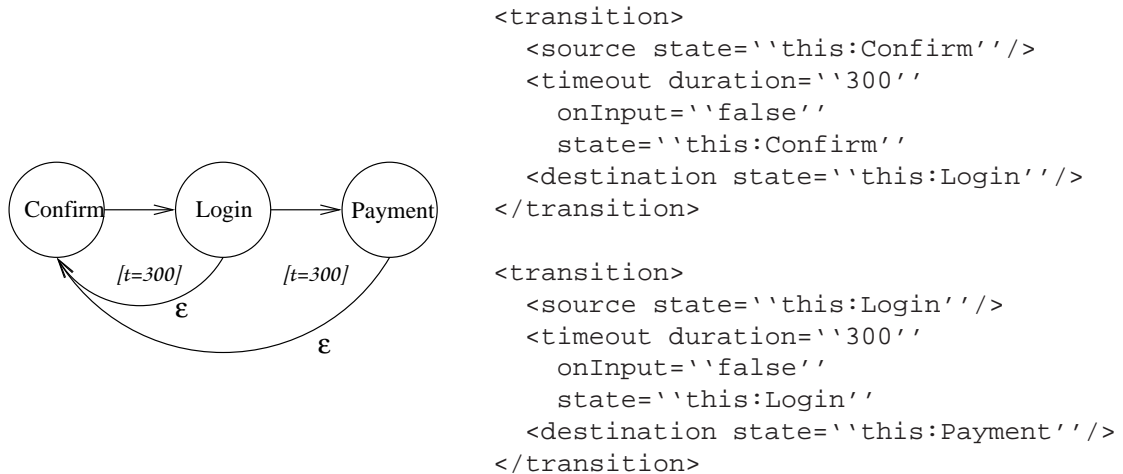 Confirm
Login
Payment
[t=300]
[t=300]
ε
ε
<transition>
  <source state=‘‘this:Confirm’’/>
  <timeout duration=‘‘300’’
    onInput=‘‘false’’
    state=‘‘this:Confirm’’
  <destination state=‘‘this:Login’’/>
</transition>
<transition>
  <source state=‘‘this:Login’’/>
  <timeout duration=‘‘300’’
    onInput=‘‘false’’
    state=‘‘this:Login’’
  <destination state=‘‘this:Payment’’/>
</transition>